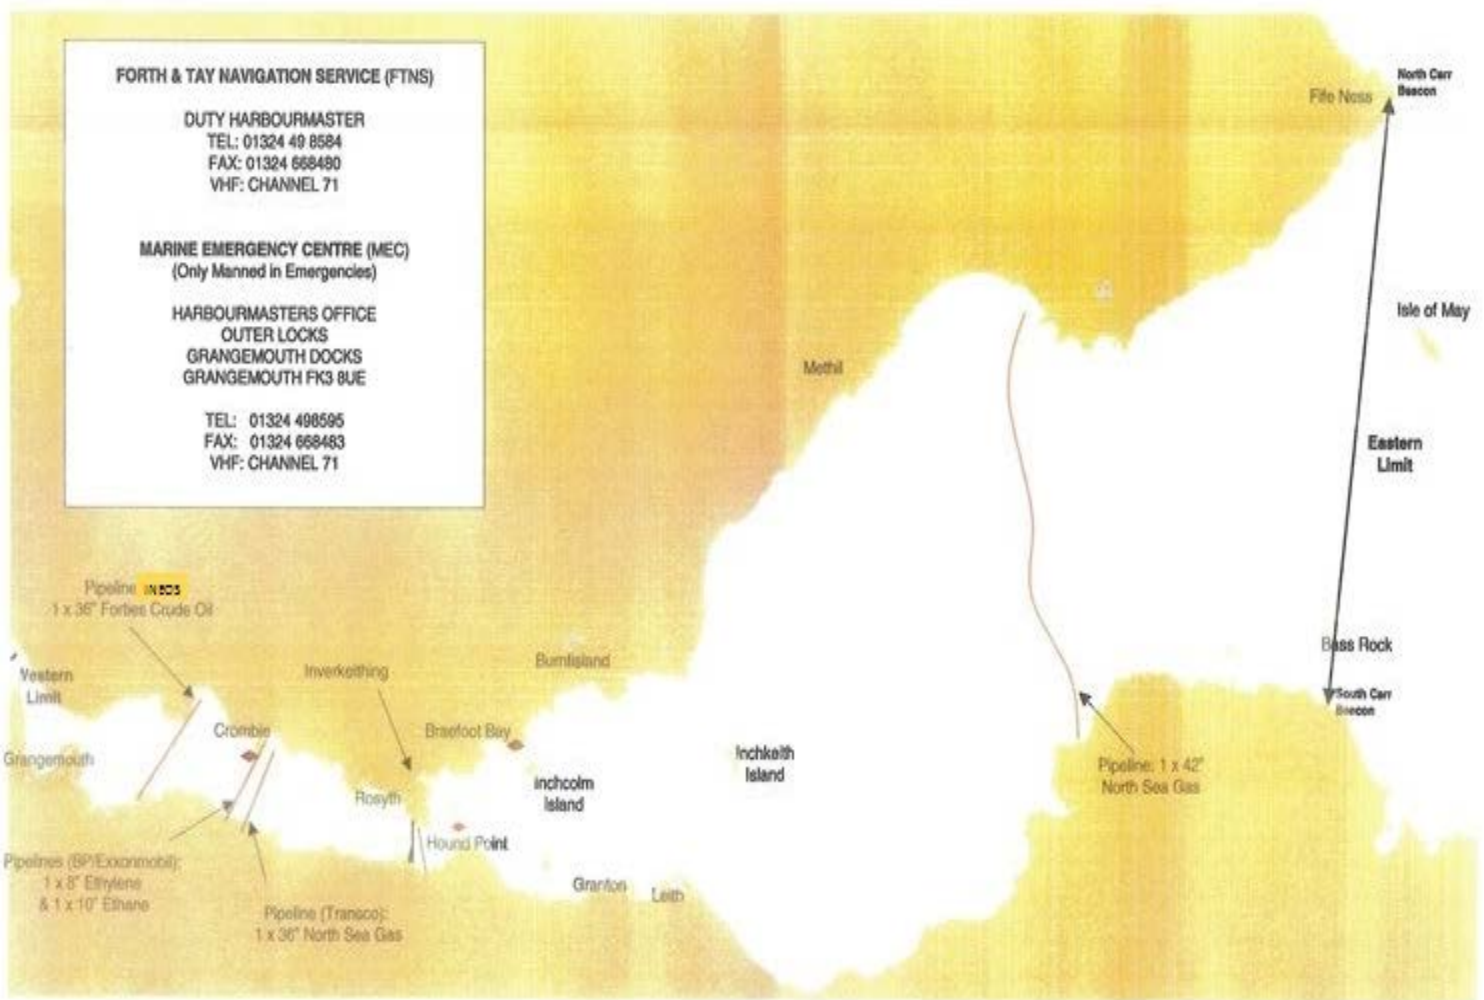 FORTH & TAY NAVIGATION SERVICE (FTNS)
DUTY HARBOURMASTER
TEL: 01324 49 8584
FAX: 01324 668480
VHF: CHANNEL 71
MARINE EMERGENCY CENTRE (MEC)
(Only Manned in Emergencies)
HARBOURMASTERS OFFICE
OUTER LOCKS
GRANGEMOUTH DOCKS
GRANGEMOUTH FK3 8UE
TEL: 01324 498595
FAX: 01324 668483
VHF: CHANNEL 71
North Carr
Beacon
Fife Ness
Isle of May
Methill
Eastern
Limit
Pipeline INEOS
1 x 36" Forties Crude Oil
Bass Rock
Inverkeithing
Burntisland
Western
Limit
South Carr
Beacon
Crombie
Braefoot Bay
Grangemouth
Inchkeith
Island
Inchcolm
Island
Pipeline: 1 x 42"
North Sea Gas
Rosyth
Hound Point
Pipelines (BP/Exxonmobil):
1 x 8" Ethylene
& 1 x 10" Ethane
Granton
Leith
Pipeline (Transco):
1 x 36" North Sea Gas